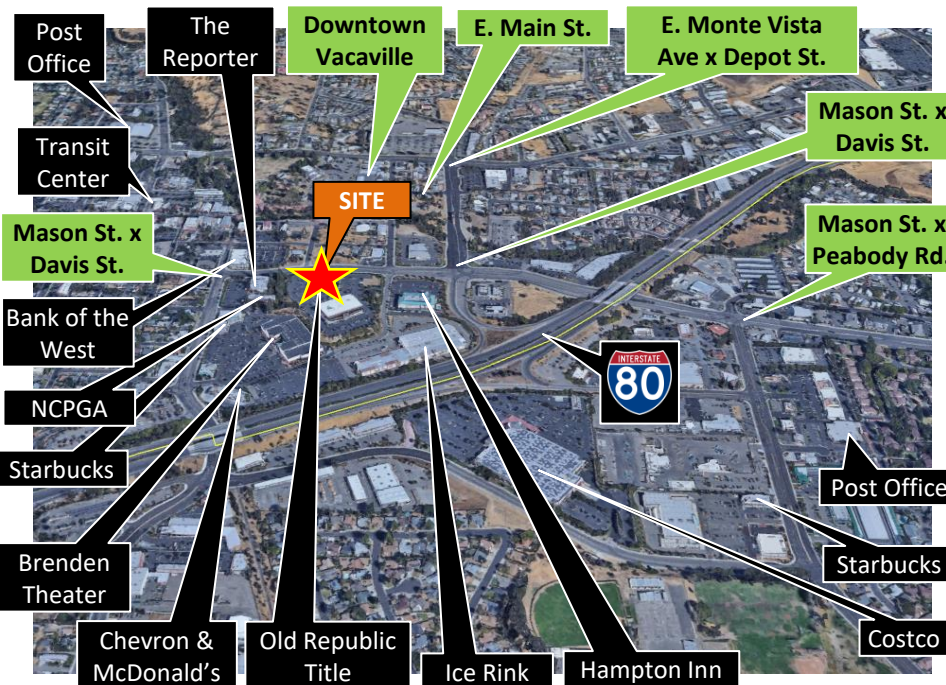 Post
Office
The
Reporter
Downtown
Vacaville
E. Main St.
E. Monte Vista
Ave x Depot St.
Transit
Center
SITE
Mason St. x
Davis St.
Mason St. x
Davis St.
Mason St. x
Peabody Rd.
Bank of the
West
INTERSTATE
80
NCPGA
Starbucks
Post Office
Brenden
Theater
Starbucks
Chevron &
McDonald's
Old Republic
Title
Ice Rink
Hampton Inn
Costco